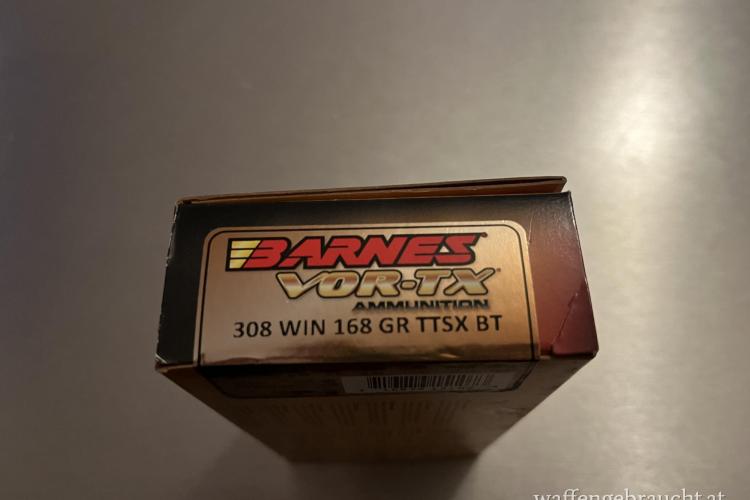 BARNES
VOR-TX
AMMUNITION
308 WIN 168 GR TTSX BT
waffengebraucht.at